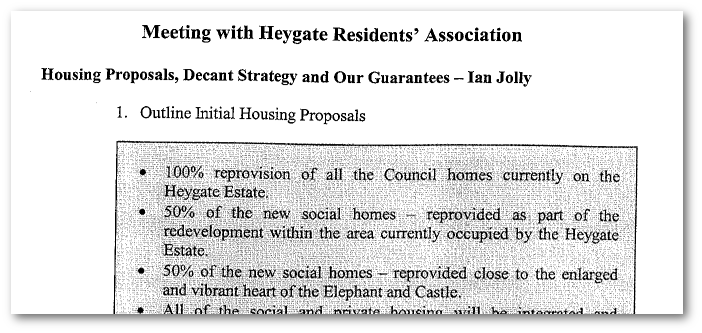 Meeting with Heygate Residents' Association
Housing Proposals, Decant Strategy and Our Guarantees – Ian Jolly
1. Outline Initial Housing Proposals
• 100% reprovision of all the Council homes currently on the
Heygate Estate.
• 50% of the new social homes – reprovided as part of the
redevelopment within the area currently occupied by the Heygate
Estate.
• 50% of the new social homes – reprovided close to the enlarged
and vibrant heart of the Elephant and Castle.
• All of the social and private housing will be integrated and